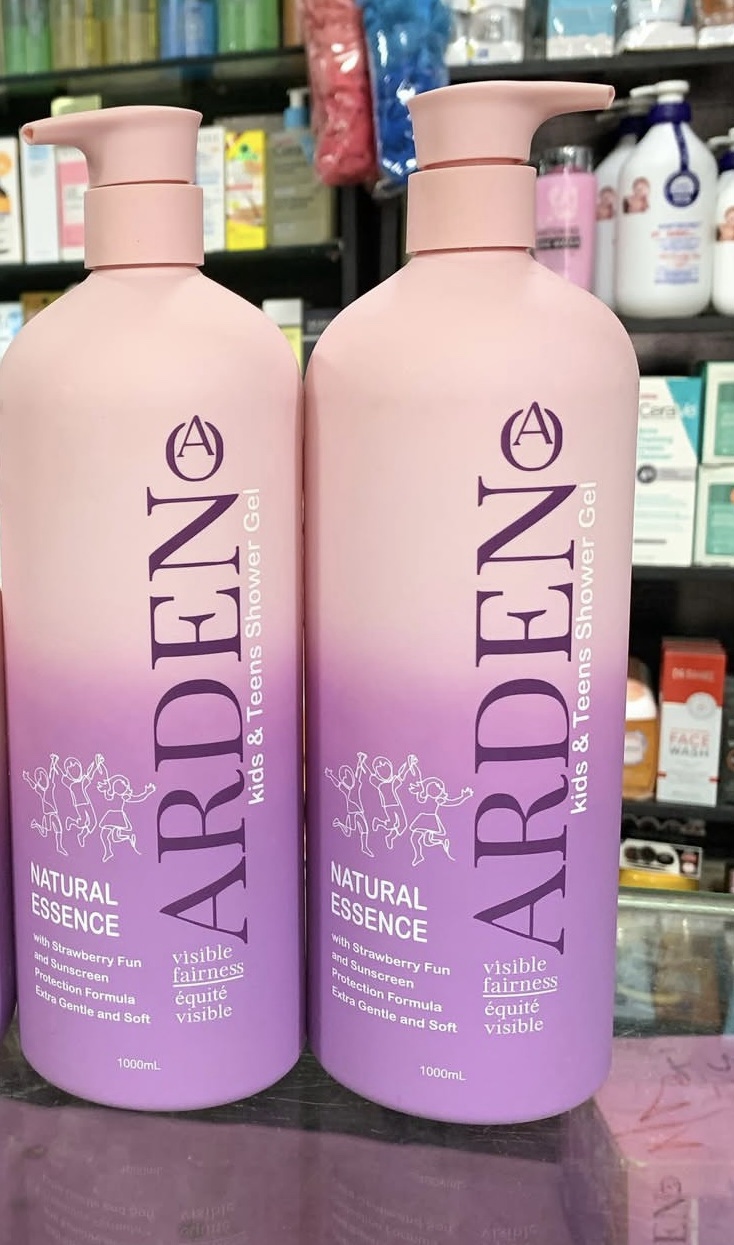 ARDEN
kids & Teens Shower Gel
NATURAL
ESSENCE
with Strawberry Fun
and Sunscreen
Protection Formula
Extra Gentle and Soft
visible
fairness
équité
visible
1000mL
ARDEN
kids & Teens Shower Gel
NATURAL
ESSENCE
with Strawberry Fun
and Sunscreen
Protection Formula
Extra Gentle and Soft
visible
fairness
équité
visible
1000mL
FACE
WASH